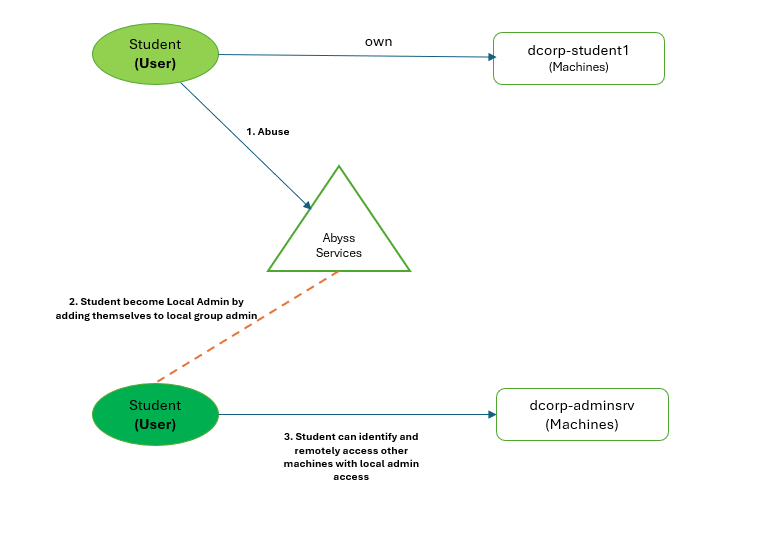 Student
(User)
own
dcorp-student1
(Machines)
1. Abuse
Abyss
Services
2. Student become Local Admin by
adding themselves to local group admin
Student
(User)
dcorp-adminsrv
(Machines)
3. Student can identify and
remotely access other
machines with local admin
access